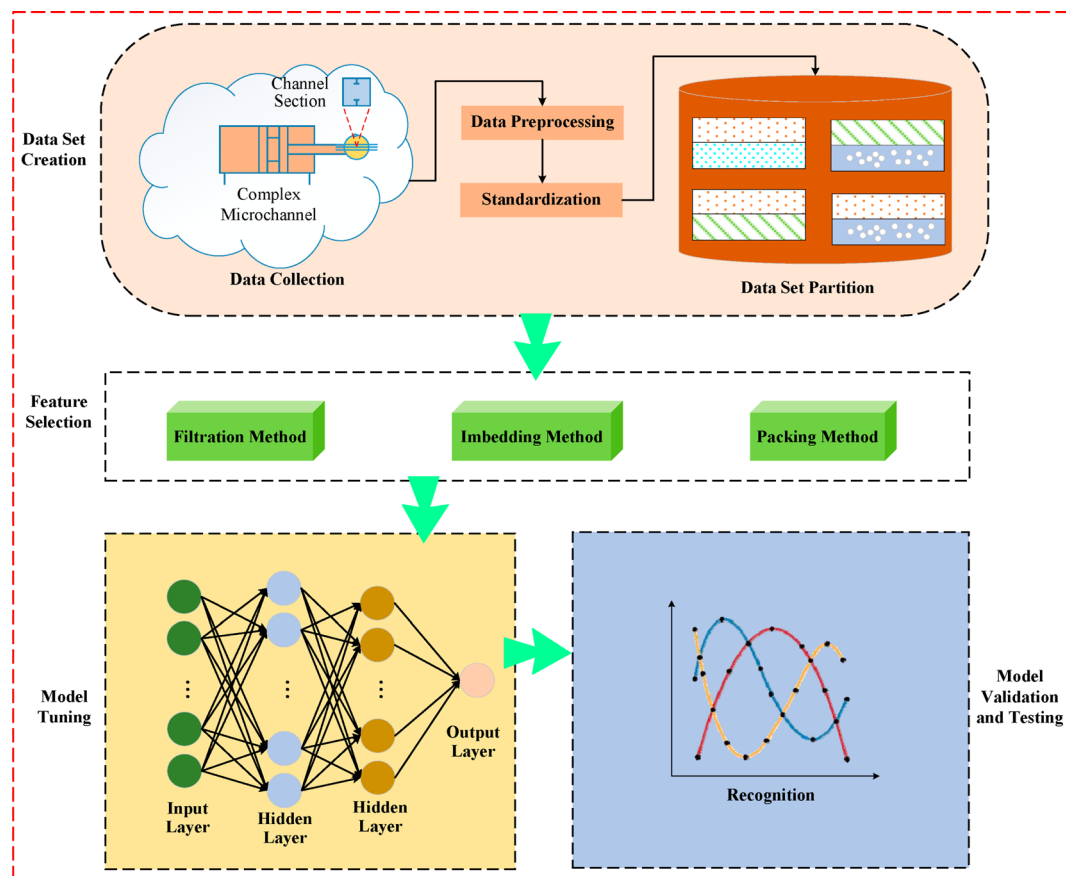 Data Set
Creation
Channel
Section
Complex
Microchannel
Data Collection
Data Preprocessing
Standardization
Data Set Partition
Feature
Selection
Filtration Method
Imbedding Method
Packing Method
Model
Tuning
Input
Layer
Hidden
Layer
Hidden
Layer
Output
Layer
Recognition
Model
Validation
and Testing